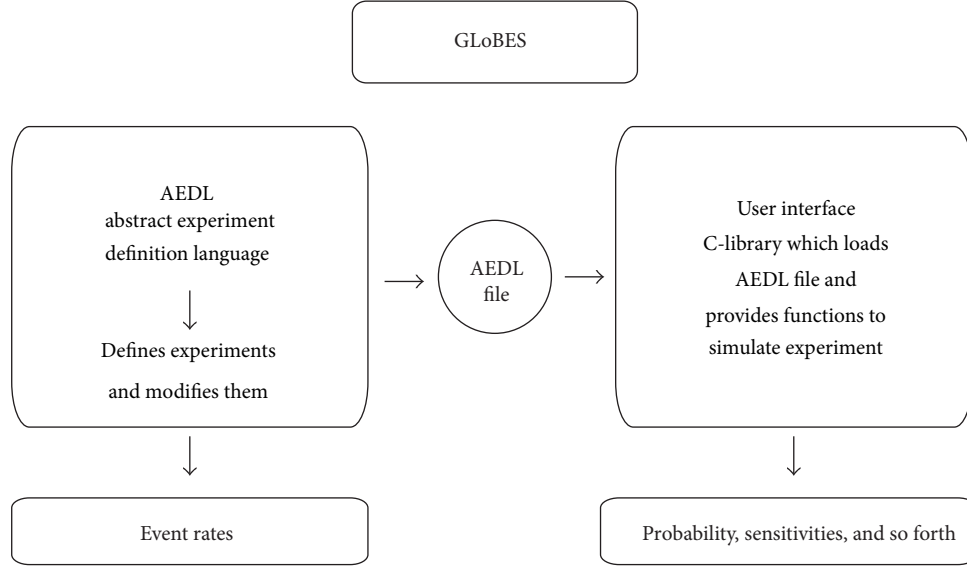 GLoBES
AEDL
abstract experiment
definition language
Defines experiments
and modifies them
AEDL
file
User interface
C-library which loads
AEDL file and
provides functions to
simulate experiment
Event rates
Probability, sensitivities, and so forth